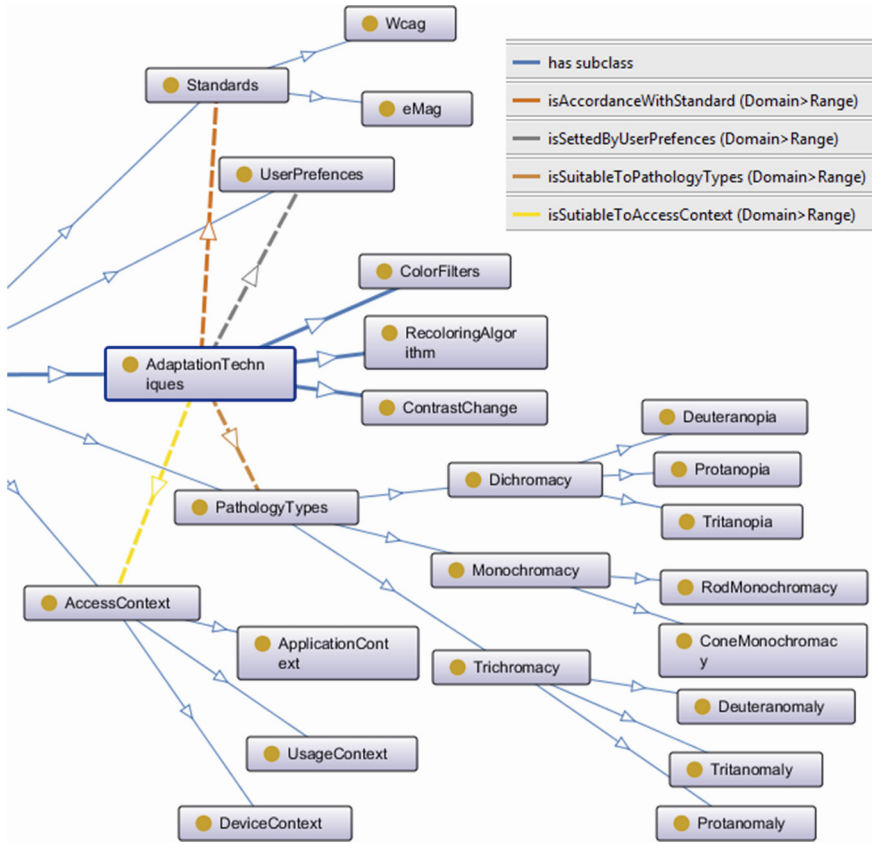 Wcag
Standards
eMag
UserPrefences
has subclass
isAccordanceWithStandard (Domain>Range)
isSettedByUserPrefences (Domain>Range)
isSuitableToPathologyTypes (Domain>Range)
isSutiableToAccessContext (Domain>Range)
ColorFilters
RecoloringAlgor
ithm
AdaptationTechn
iques
ContrastChange
Deuteranopia
Dichromacy
Protanopia
PathologyTypes
Tritanopia
Monochromacy
RodMonochromacy
AccessContext
ApplicationCont
ext
ConeMonochromac
y
Trichromacy
Deuteranomaly
UsageContext
Tritanomaly
DeviceContext
Protanomaly